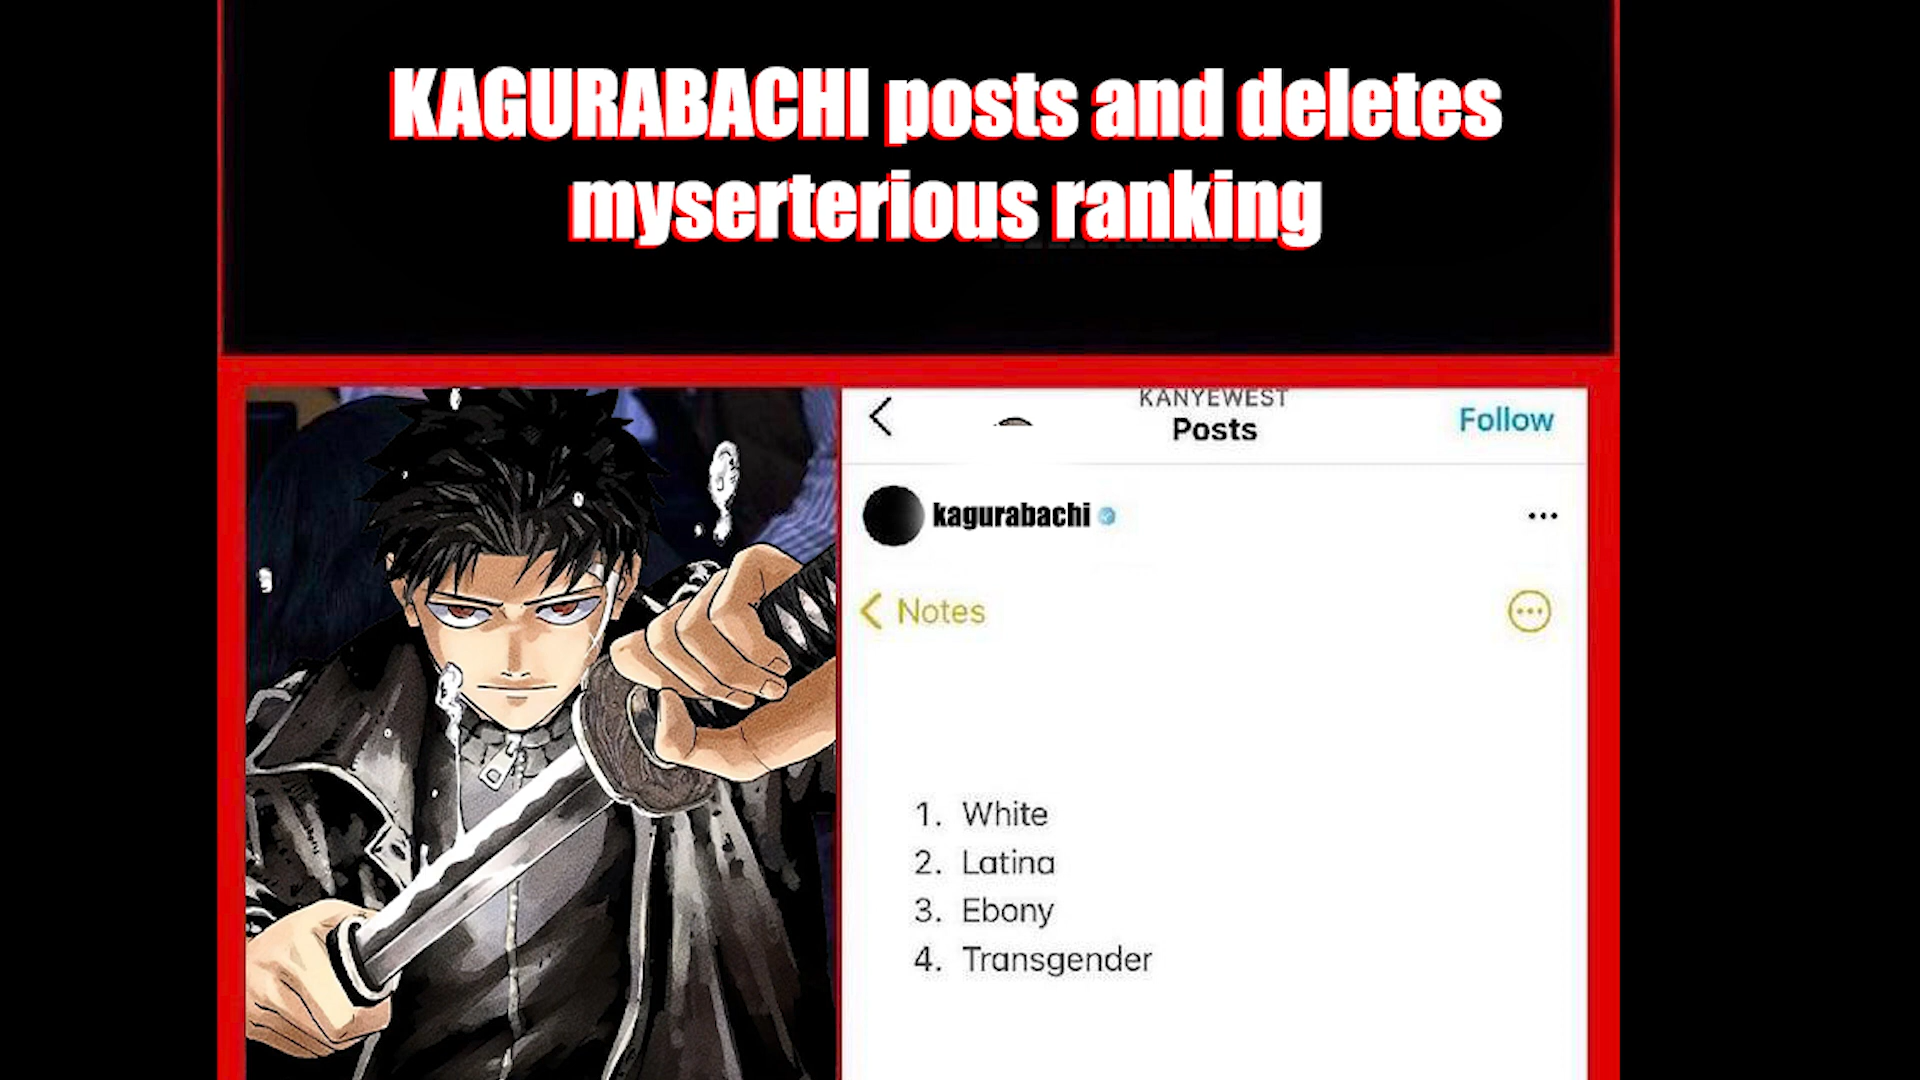 KAGURABACHI posts and deletes
myserterious ranking
KANYEWEST
Posts
Follow
kagurabachi
Notes
1. White
2. Latina
3. Ebony
4. Transgender